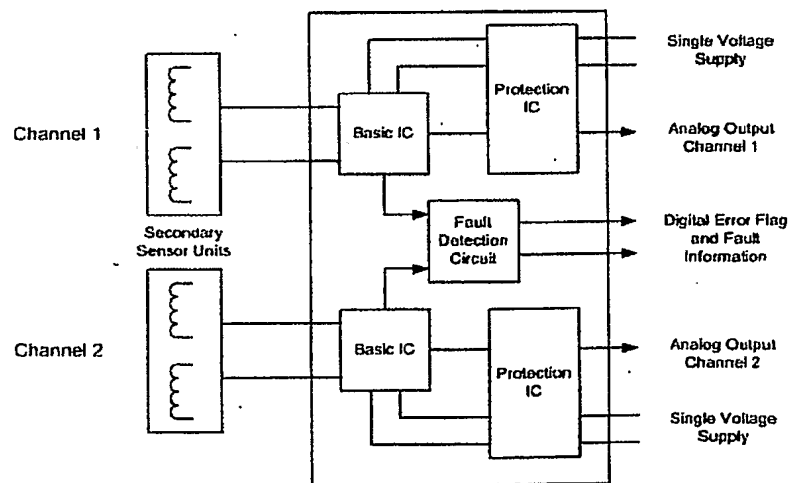 Single Voltage
Supply
Protection
IC
Channel 1
Basic IC
Analog Output
Channel 1
Secondary
Sensor Units
Fault
Detection
Circuit
Digital Error Flag
and Fault
Information
Channel 2
Basic IC
Analog Output
Channel 2
Protection
IC
Single Voltage
Supply